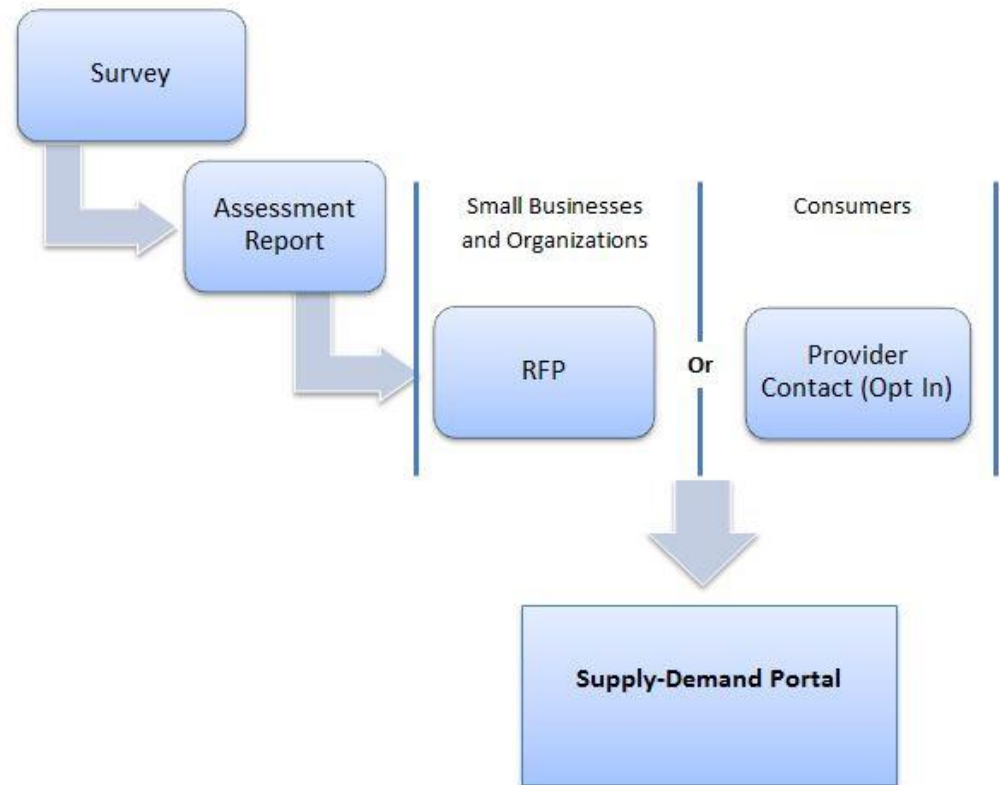 Survey
Assessment
Report
Small Businesses
and Organizations
Consumers
RFP
Or
Provider
Contact (Opt In)
Supply-Demand Portal